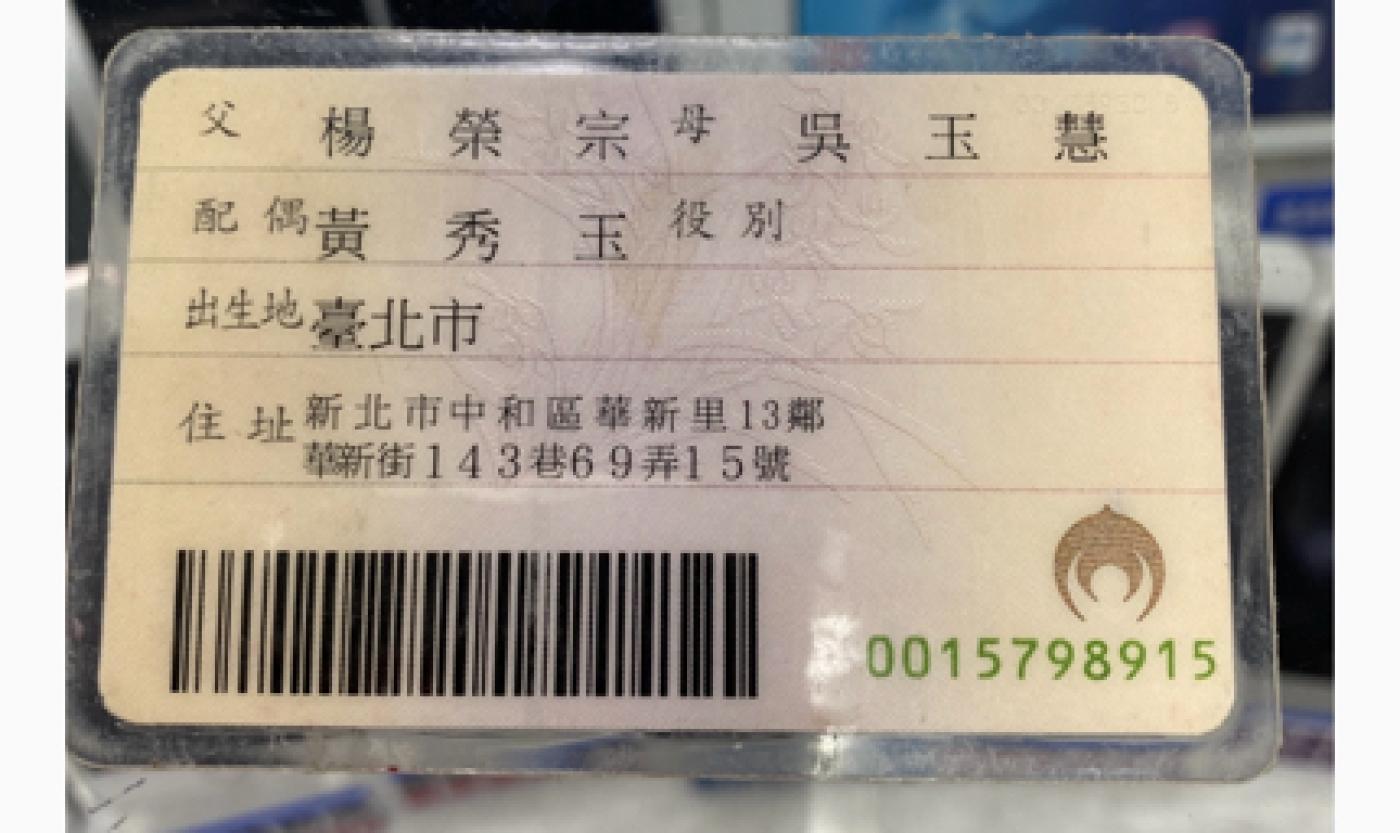 父 楊榮宗 母 吳玉慧
配偶 黃秀玉 役別
出生地 臺北市
住址 新北市中和區華新里13鄰
華新街143巷69弄15號
0015798915